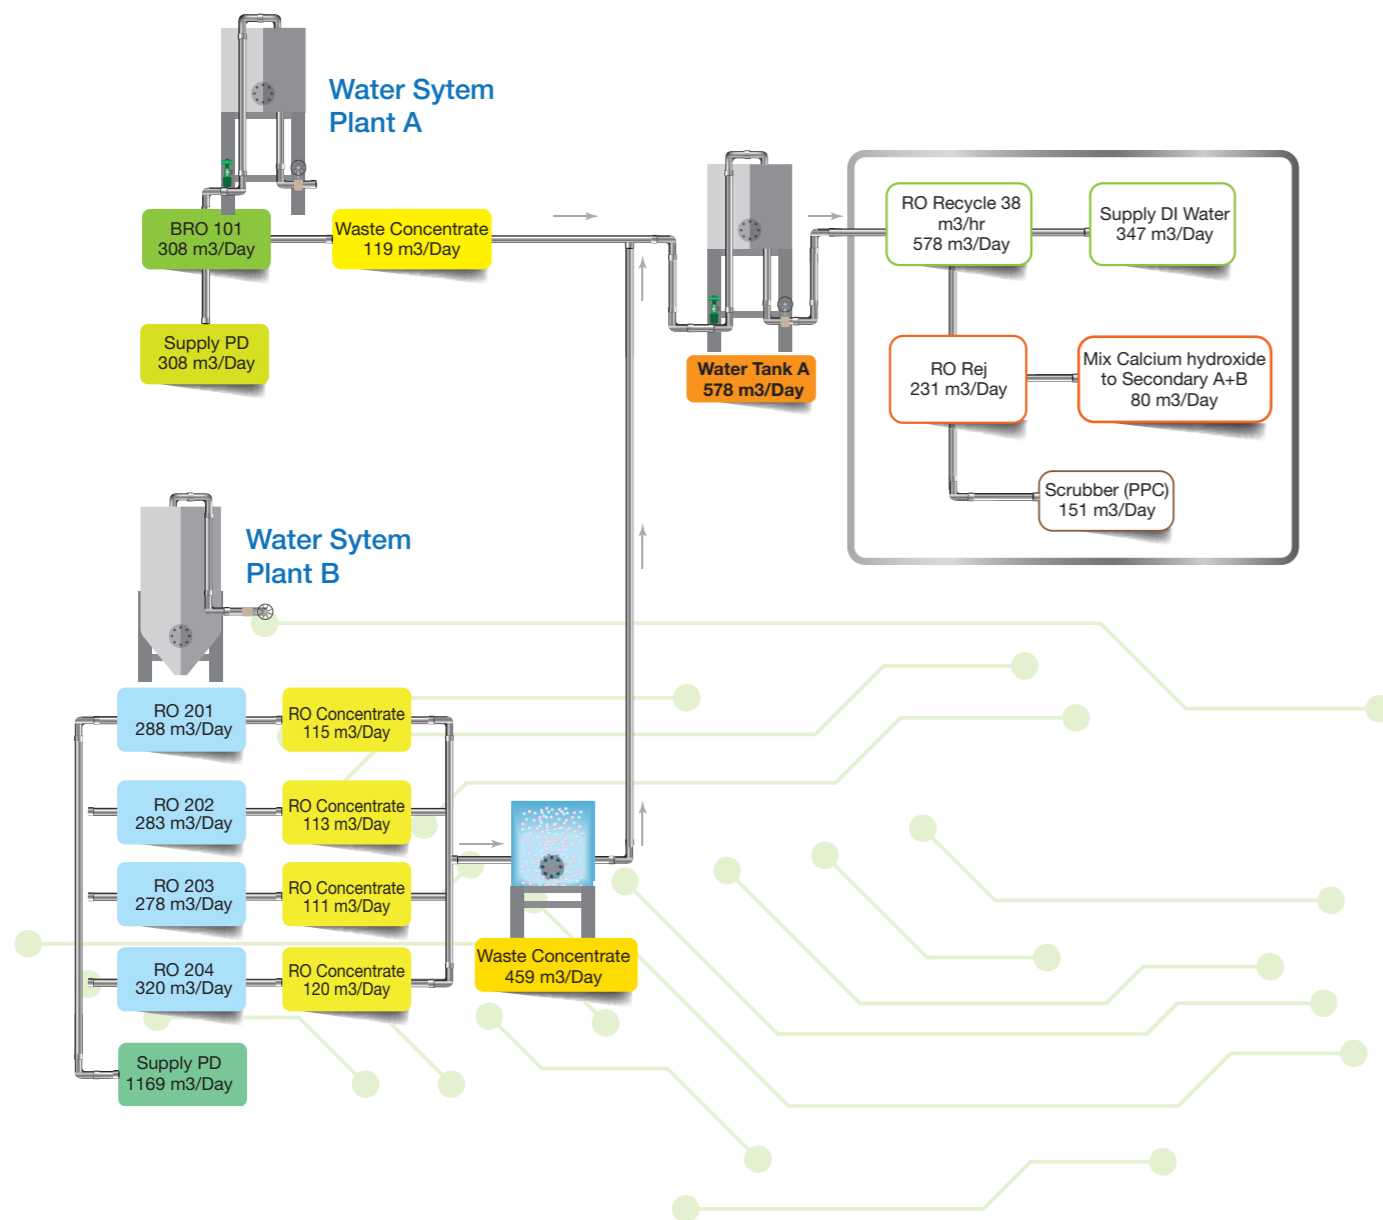 Water Sytem
Plant A
BRO 101
308 m3/Day
Waste Concentrate
119 m3/Day
Supply PD
308 m3/Day
Water Tank A
578 m3/Day
RO Recycle 38
m3/hr
578 m3/Day
Supply DI Water
347 m3/Day
RO Rej
231 m3/Day
Mix Calcium hydroxide
to Secondary A+B
80 m3/Day
Scrubber (PPC)
151 m3/Day
Water Sytem
Plant B
RO 201
288 m3/Day
RO Concentrate
115 m3/Day
RO 202
283 m3/Day
RO Concentrate
113 m3/Day
RO 203
278 m3/Day
RO Concentrate
111 m3/Day
RO 204
320 m3/Day
RO Concentrate
120 m3/Day
Waste Concentrate
459 m3/Day
Supply PD
1169 m3/Day